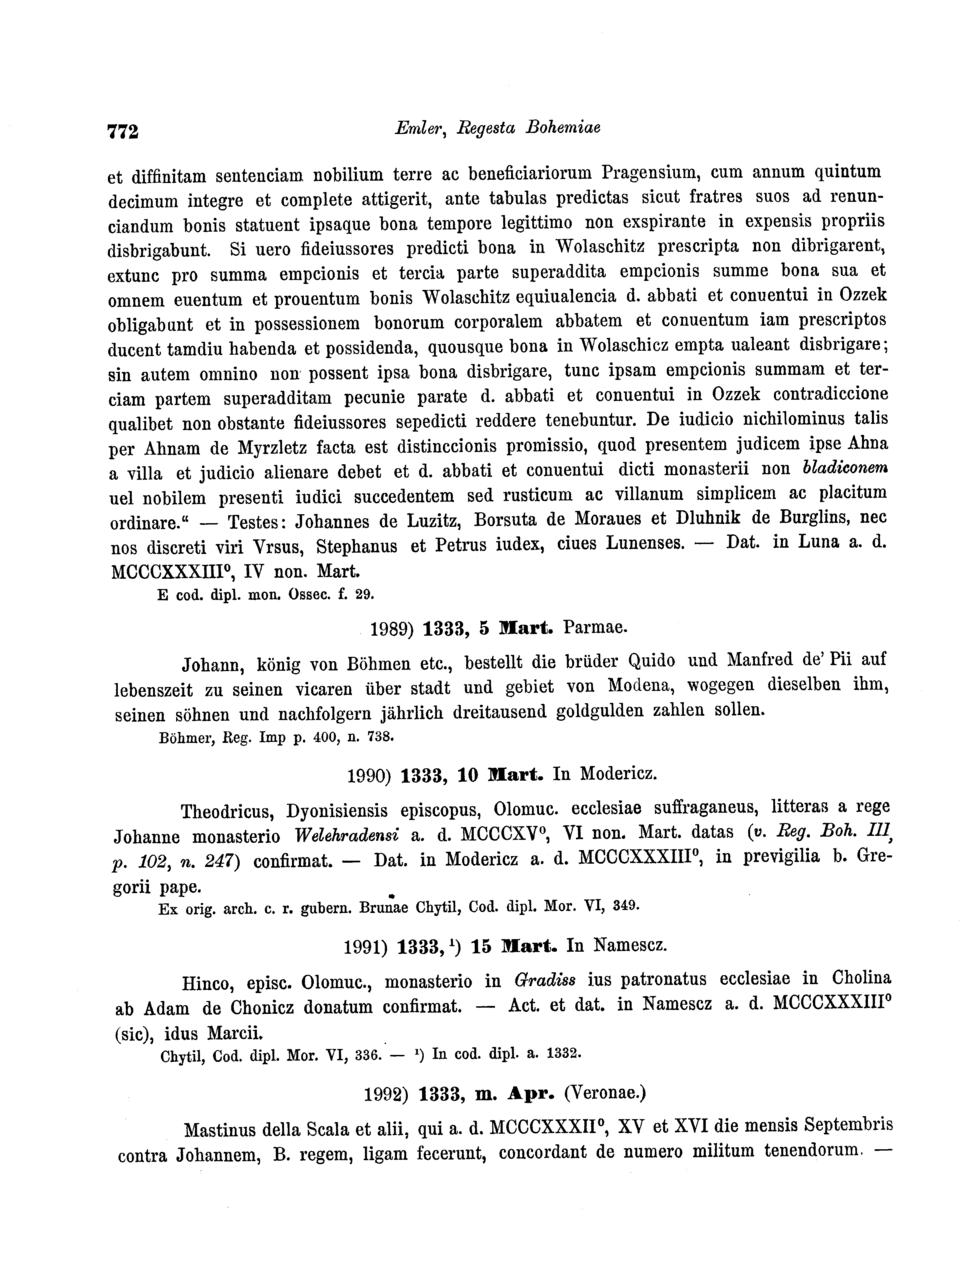 772 Emler, Regesta Bohemiae
et diffinitam sentenciam nobilium terre ac beneficiariorum Pragensium, cum annum quintum
decimum integre et complete attigerit, ante tabulas predictas sicut fratres suos ad renun-
ciandum bonis statuent ipsaque bona tempore legittimo non exspirante in expensis propriis
disbrigabunt. Si uero fideiussores predicti bona in Wolaschitz prescripta non dibrigarent,
extunc pro summa empcionis et tercia parte superaddita empcionis summe bona sua et
omnem euentum et prouentum bonis Wolaschitz equiualencia d. abbati et conuentui in Ozzek
obligabunt et in possessionem bonorum corporalem abbatem et conuentum iam prescriptos
ducent tamdiu habenda et possidenda, quousque bona in Wolaschicz empta ualeant disbrigare;
sin autem omnino non possent ipsa bona disbrigare, tunc ipsam empcionis summam et ter-
ciam partem superadditam pecunie parate d. abbati et conuentui in Ozzek contradiccione
qualibet non obstante fideiussores sepedicti reddere tenebuntur. De iudicio nichilominus talis
per Ahnam de Myrzletz facta est distinccionis promissio, quod presentem judicem ipse Ahna
a villa et judicio alienare debet et d. abbati et conuentui dicti monasterii non bladiconem
uel nobilem presenti iudici succedentem sed rusticum ac villanum simplicem ac placitum
ordinare.“ — Testes: Johannes de Luzitz, Borsuta de Moraues et Dluhnik de Burglins, nec
nos discreti viri Vrsus, Stephanus et Petrus iudex, ciues Lunenses. — Dat. in Luna a. d.
MCCCXXXIII⁰, IV non. Mart.
E cod. dipl. mon. Ossec. f. 29.
1989) 1333, 5 Mart. Parmae.
Johann, könig von Böhmen etc., bestellt die brüder Quido und Manfred de’ Pii auf
lebenszeit zu seinen vicaren über stadt und gebiet von Modena, wogegen dieselben ihm,
seinen söhnen und nachfolgern jährlich dreitausend goldgulden zahlen sollen.
Böhmer, Reg. Imp p. 400, n. 738.
1990) 1333, 10 Mart. In Modericz.
Theodricus, Dyonisiensis episcopus, Olomuc. ecclesiae suffraganeus, litteras a rege
Johanne monasterio Welehradensi a. d. MCCCXV⁰, VI non. Mart. datas (v. Reg. Boh. III,
p. 102, n. 247) confirmat. — Dat. in Modericz a. d. MCCCXXXIII⁰, in previgilia b. Gre-
gorii pape.
Ex orig. arch. c. r. gubern. Brunae Chytil, Cod. dipl. Mor. VI, 349.
1991) 1333,¹) 15 Mart. In Namescz.
Hinco, episc. Olomuc., monasterio in Gradiss ius patronatus ecclesiae in Cholina
ab Adam de Chonicz donatum confirmat. — Act. et dat. in Namescz a. d. MCCCXXXIII⁰
(sic), idus Marcii.
Chytil, Cod. dipl. Mor. VI, 336. — ¹) In cod. dipl. a. 1332.
1992) 1333, m. Apr. (Veronae.)
Mastinus della Scala et alii, qui a. d. MCCCXXXII⁰, XV et XVI die mensis Septembris
contra Johannem, B. regem, ligam fecerunt, concordant de numero militum tenendorum. —